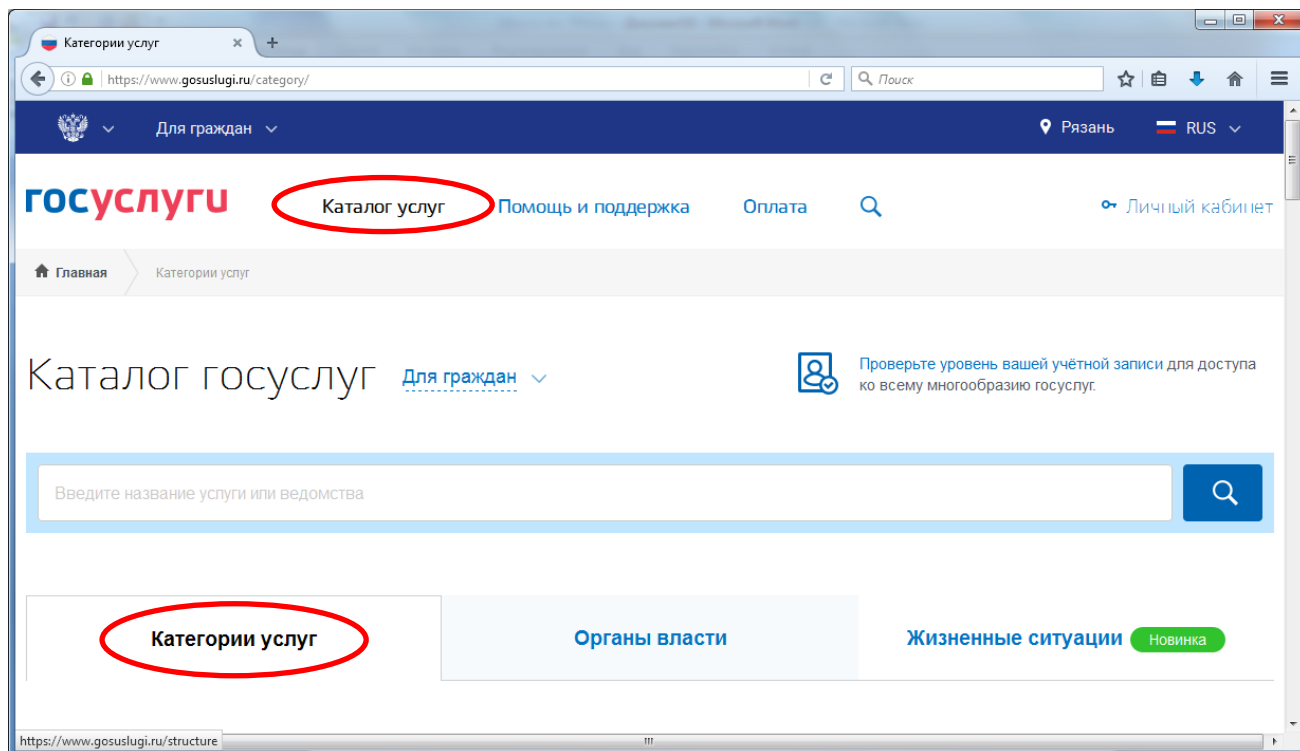 Категории услуг
https://www.gosuslugi.ru/category/
Поиск
Для граждан
Рязань
RUS
госуслуги
Каталог услуг
Помощь и поддержка
Оплата
Личный кабинет
Главная
Категории услуг
Каталог госуслуг
Для граждан
Проверьте уровень вашей учётной записи для доступа
ко всему многообразию госуслуг.
Введите название услуги или ведомства
Категории услуг
Органы власти
Жизненные ситуации
Новинка
https://www.gosuslugi.ru/structure